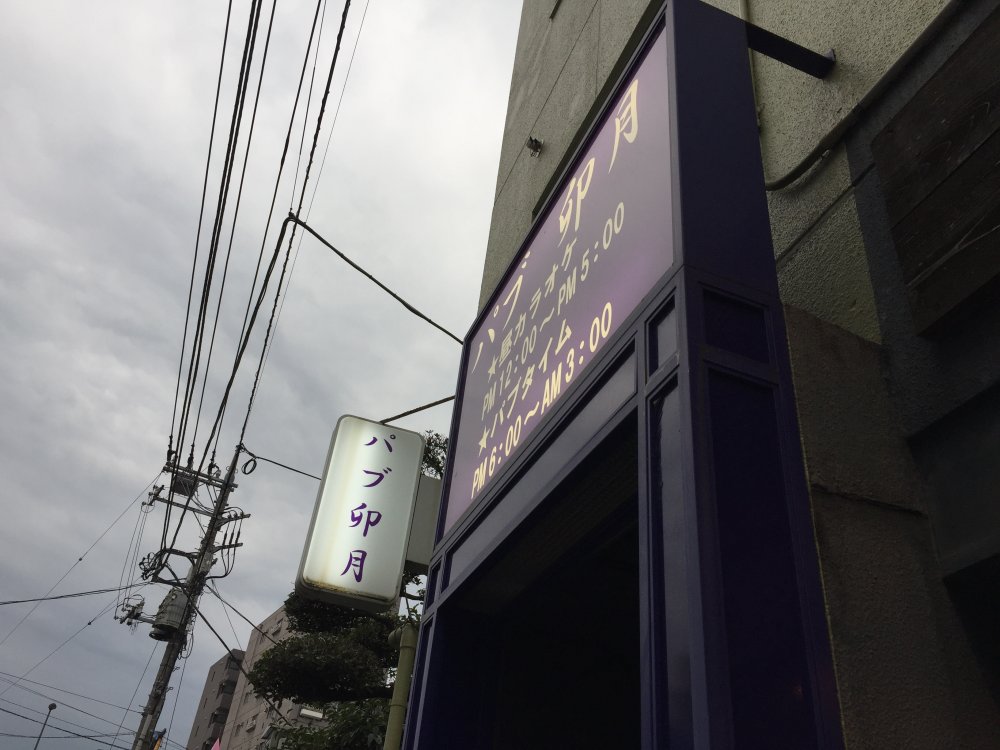 パブ卯月
★昼カラオケ
PM 12:00～PM 5:00
★パブタイム
PM 6:00～AM 3:00
パブ卯月